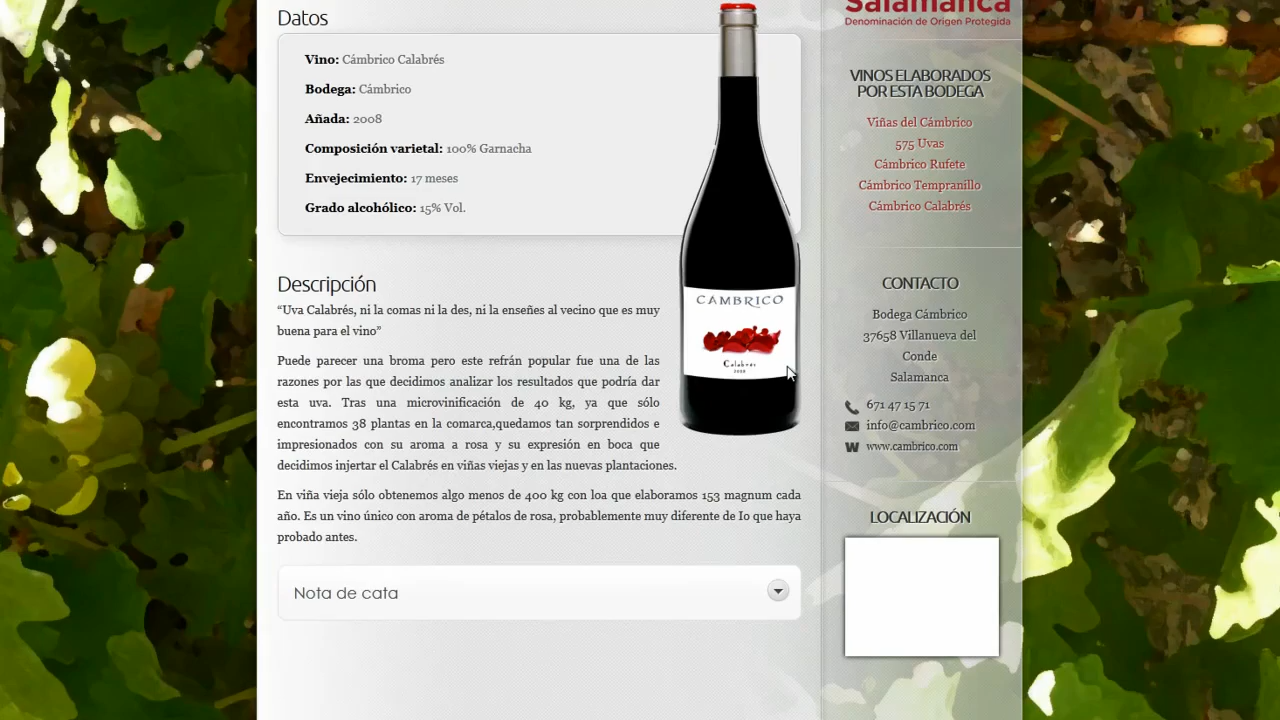 Datos
Vino: Cámbrico Calabrés
Bodega: Cámbrico
Añada: 2008
Composición varietal: 100% Garnacha
Envejecimiento: 17 meses
Grado alcohólico: 15% Vol.
Descripción
“Uva Calabrés, ni la comas ni la des, ni la enseñes al vecino que es muy
buena para el vino”
Puede parecer una broma pero este refrán popular fue una de las
razones por las que decidimos analizar los resultados que podría dar
esta uva. Tras una microvinificación de 40 kg, ya que sólo
encontramos 38 plantas en la comarca,quedamos tan sorprendidos e
impresionados con su aroma a rosa y su expresión en boca que
decidimos injertar el Calabrés en viñas viejas y en las nuevas plantaciones.
En viña vieja sólo obtenemos algo menos de 400 kg con loa que elaboramos 153 magnum cada
año. Es un vino único con aroma de pétalos de rosa, probablemente muy diferente de Io que haya
probado antes.
Nota de cata
CAMBRICO
Calabrés
2008
Salamanca
Denominación de Origen Protegida
VINOS ELABORADOS
POR ESTA BODEGA
Viñas del Cámbrico
575 Uvas
Cámbrico Rufete
Cámbrico Tempranillo
Cámbrico Calabrés
CONTACTO
Bodega Cámbrico
37658 Villanueva del
Conde
Salamanca
671 47 15 71
info@cambrico.com
www.cambrico.com
LOCALIZACIÓN